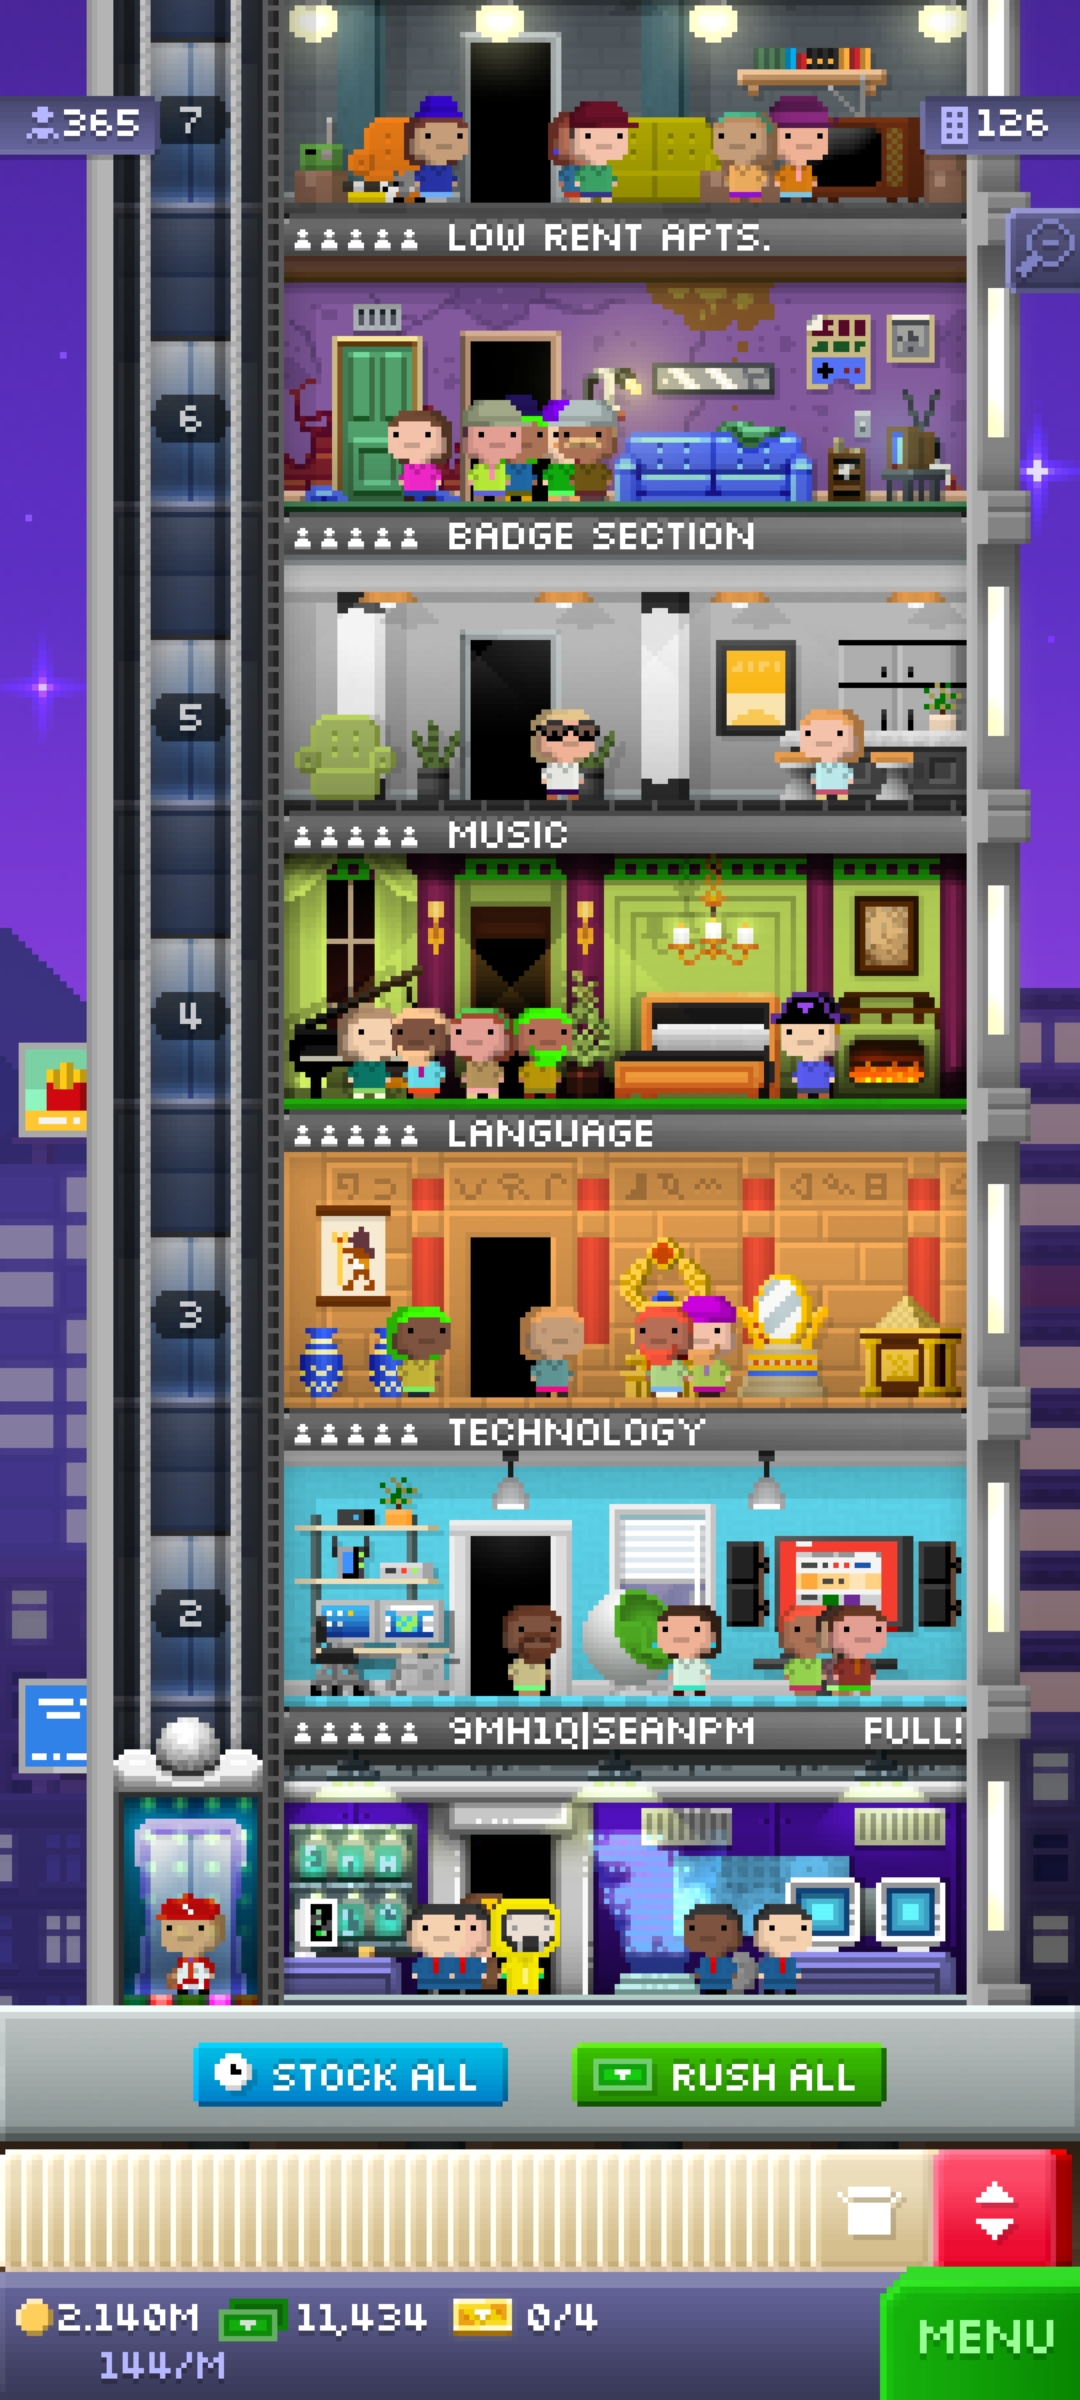 365
7
126
LOW RENT APTS.
6
BADGE SECTION
5
MUSIC
4
LANGUAGE
3
TECHNOLOGY
2
9MH1Q|SEANPM FULL!
STOCK ALL
RUSH ALL
2.140M 11,434 0/4
144/M
MENU